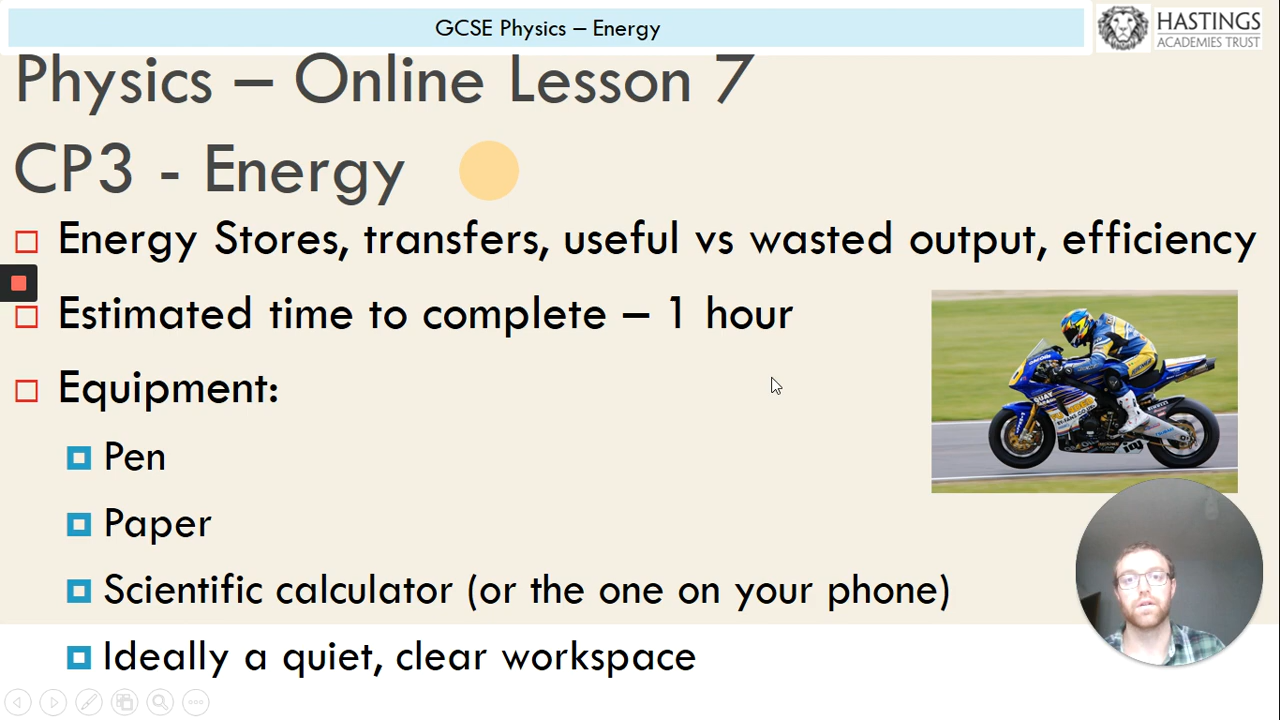 GCSE Physics – Energy
HASTINGS
ACADEMIES TRUST
Physics – Online Lesson 7
CP3 - Energy
Energy Stores, transfers, useful vs wasted output, efficiency
Estimated time to complete – 1 hour
Equipment:
Pen
Paper
Scientific calculator (or the one on your phone)
Ideally a quiet, clear workspace